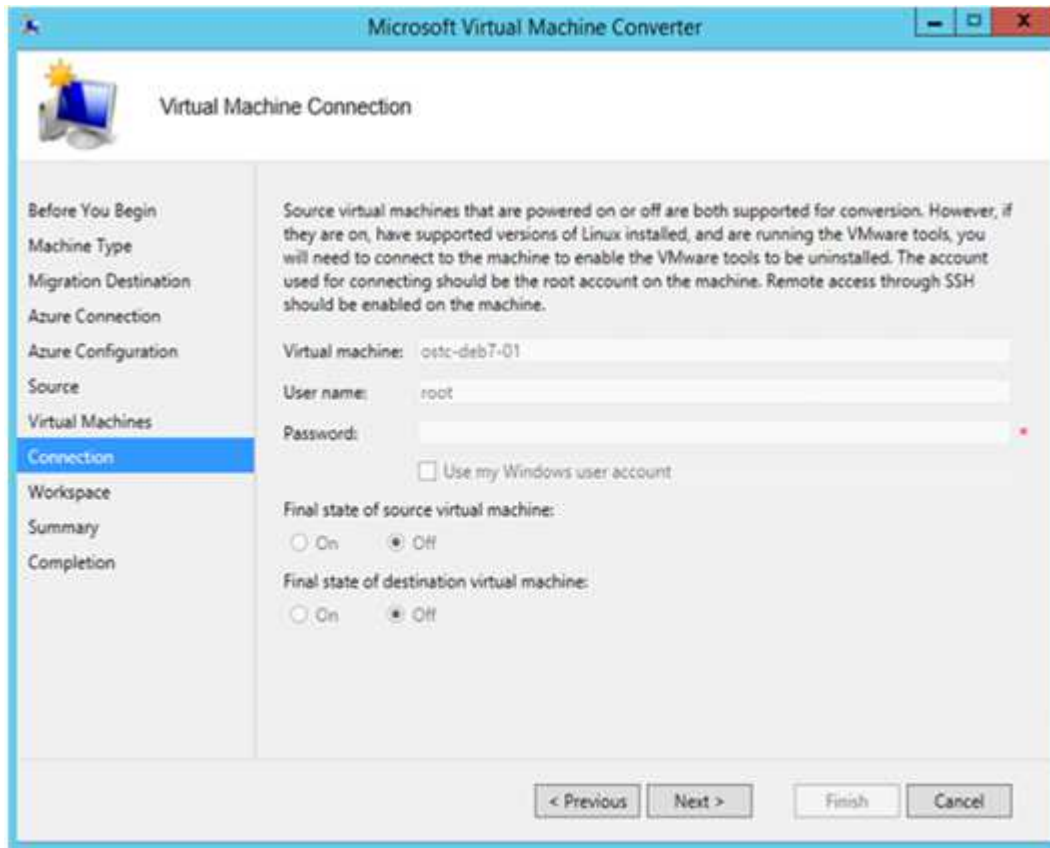 Microsoft Virtual Machine Converter
Virtual Machine Connection
Before You Begin
Machine Type
Migration Destination
Azure Connection
Azure Configuration
Source
Virtual Machines
Connection
Workspace
Summary
Completion
Source virtual machines that are powered on or off are both supported for conversion. However, if
they are on, have supported versions of Linux installed, and are running the VMware tools, you
will need to connect to the machine to enable the VMware tools to be uninstalled. The account
used for connecting should be the root account on the machine. Remote access through SSH
should be enabled on the machine.
Virtual machine: ostc-deb7-01
User name: root
Password: *
Use my Windows user account
Final state of source virtual machine:
On Off
Final state of destination virtual machine:
On Off
< Previous Next > Finish Cancel